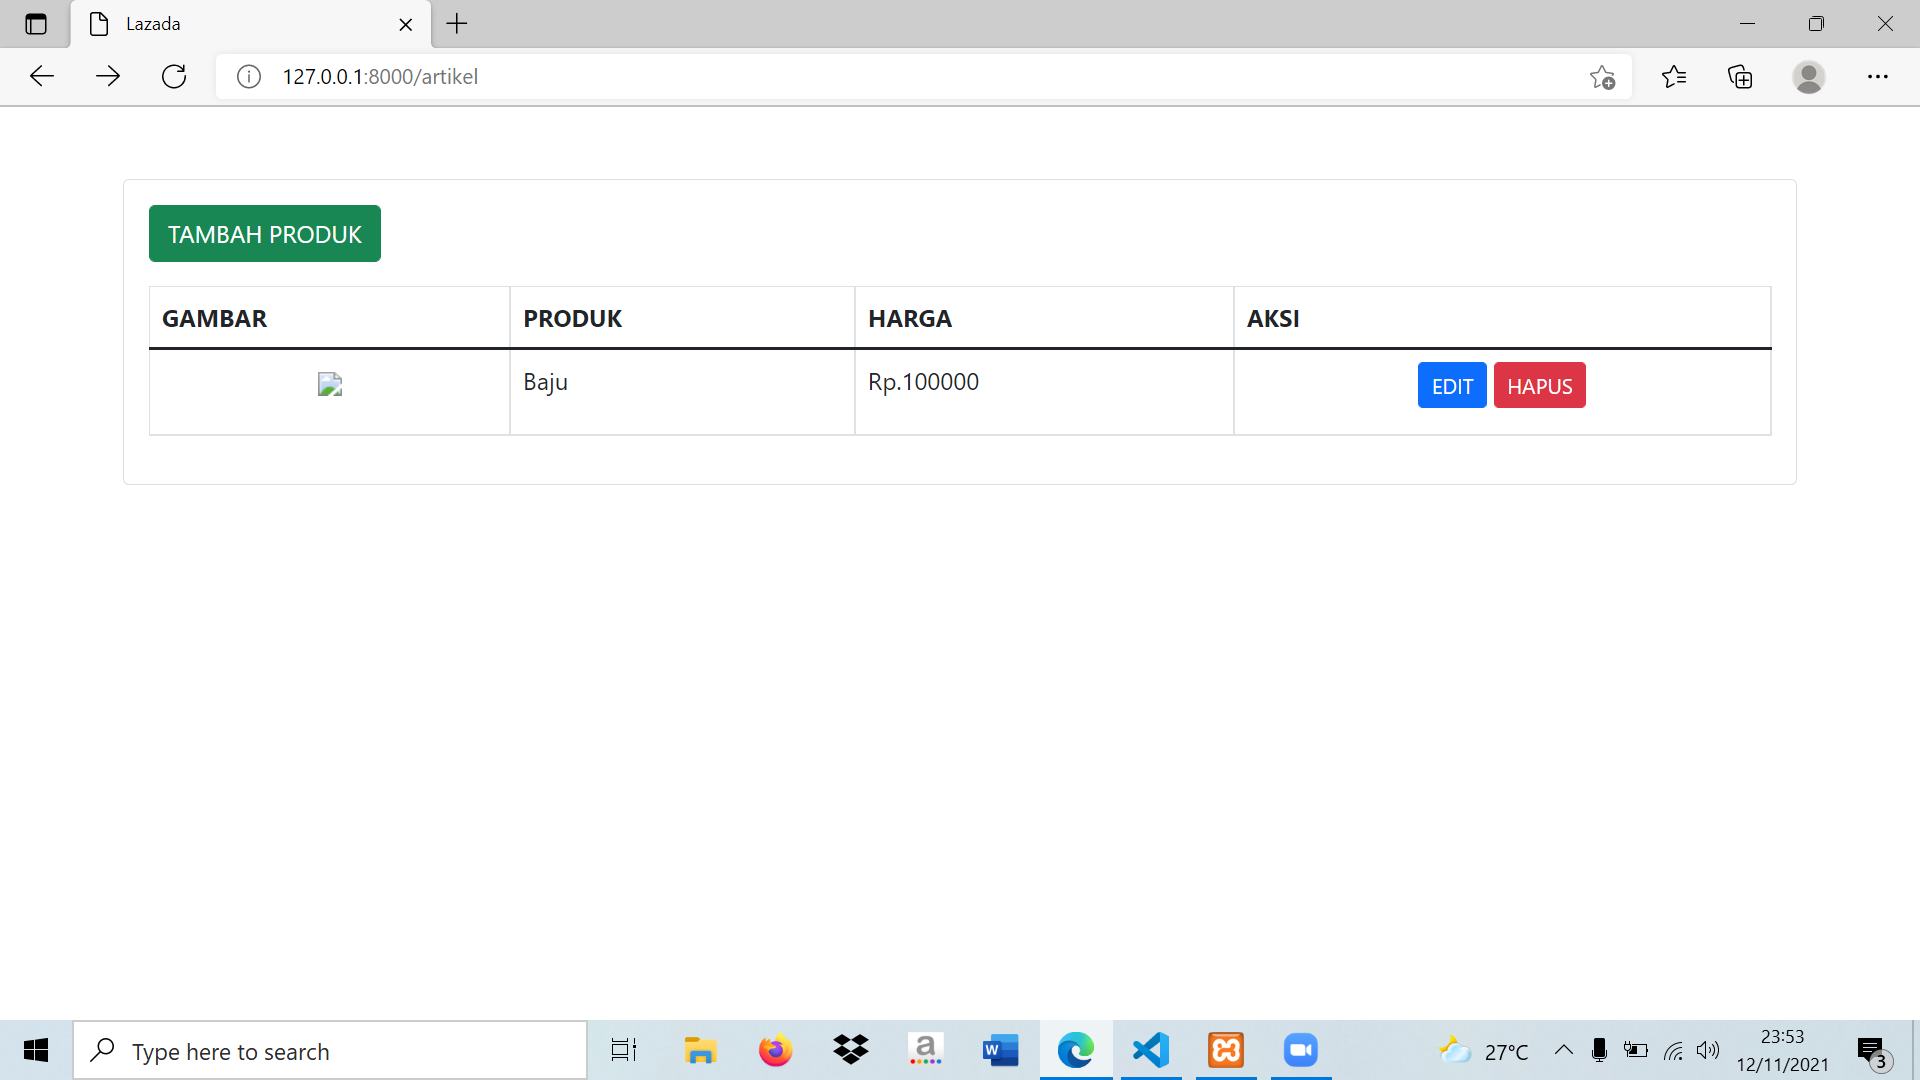 Lazada
127.0.0.1:8000/artikel
TAMBAH PRODUK
GAMBAR PRODUK HARGA AKSI
Baju Rp.100000 EDIT HAPUS
Type here to search
a
W
27°C
23:53
12/11/2021
3